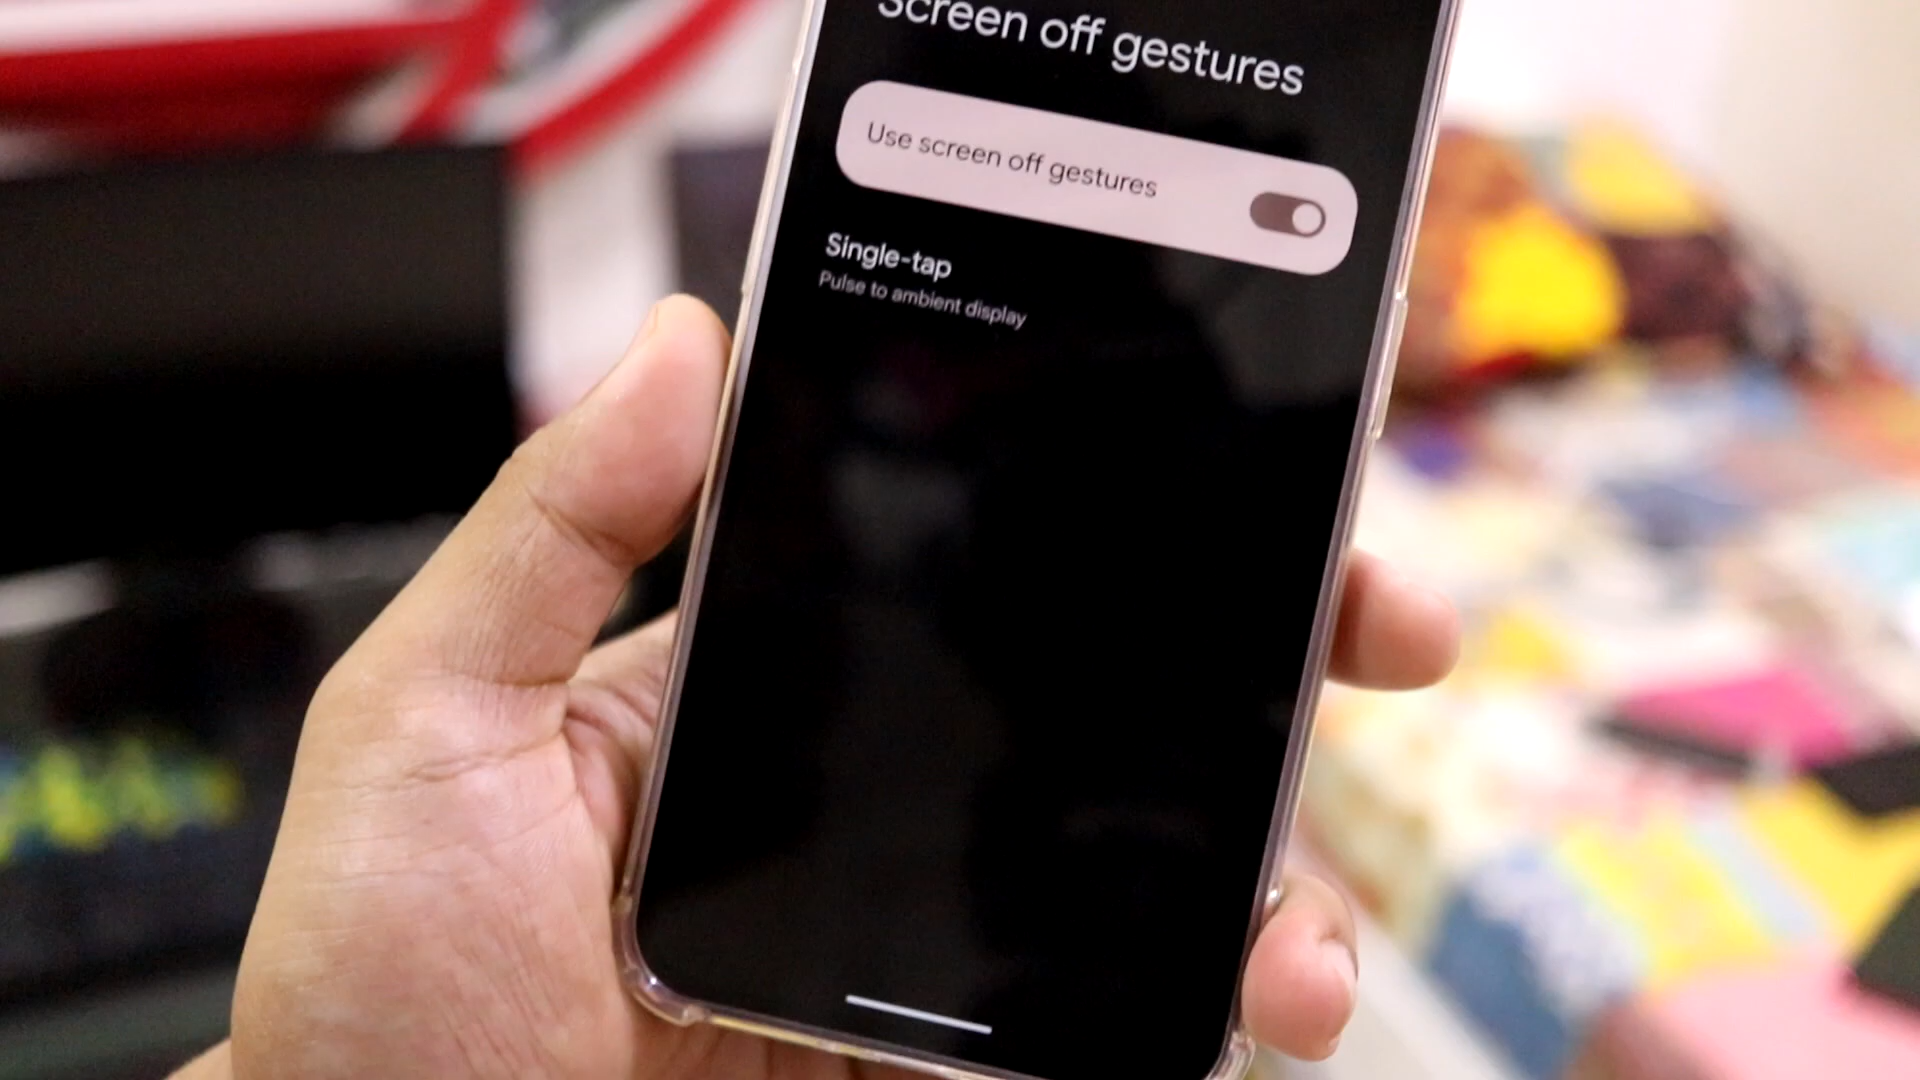 Screen off gestures
Use screen off gestures
Single-tap
Pulse to ambient display